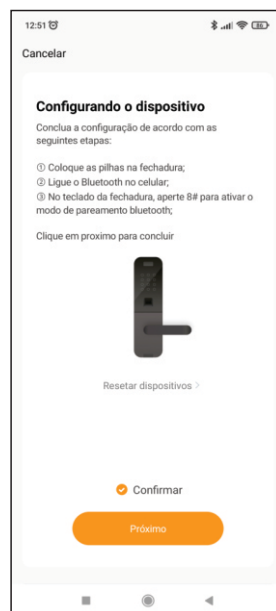 12:51
Cancelar
Configurando o dispositivo
Conclua a configuração de acordo com as
seguintes etapas:
① Coloque as pilhas na fechadura;
② Ligue o Bluetooth no celular;
③ No teclado da fechadura, aperte 8# para ativar o
modo de pareamento bluetooth;
Clique em proximo para concluir
Resetar dispositivos >
Confirmar
Próximo